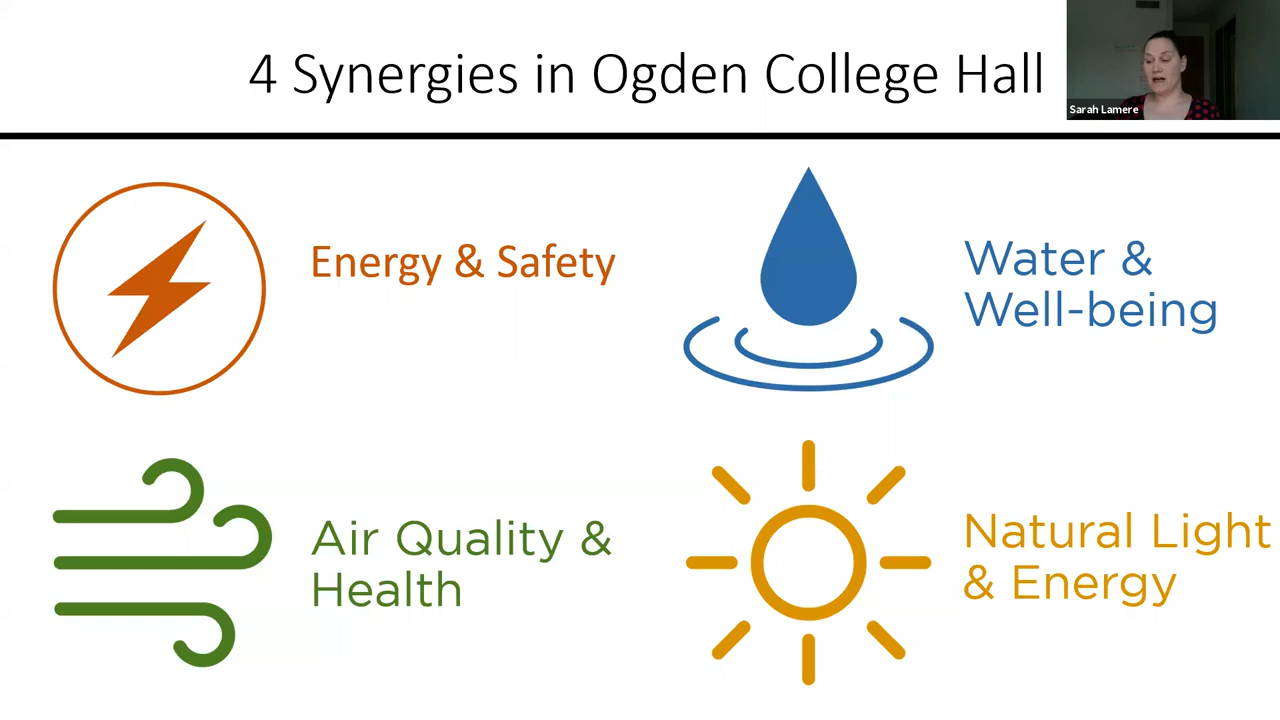 4 Synergies in Ogden College Hall
Sarah Lamere
Energy & Safety
Water &
Well-being
Air Quality &
Health
Natural Light
& Energy